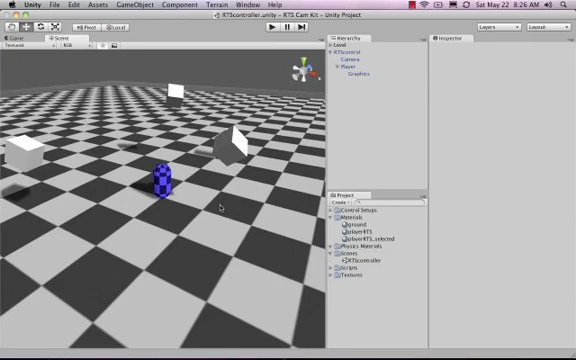 Unity File Edit Assets GameObject Component Terrain Window Help Sat May 22 8:26 AM
RTScontroller.unity - RTS Cam Kit - Unity Project
Pivot Local Layers Layout
Game Scene
Textured RGB
Hierarchy
Create
Level
RTScontrol
Camera
Player
Graphics
Inspector
Project
Create
Control Setups
Materials
ground
playerRTS
playerRTS_selected
Physics Materials
Scenes
RTScontroller
Scripts
Textures